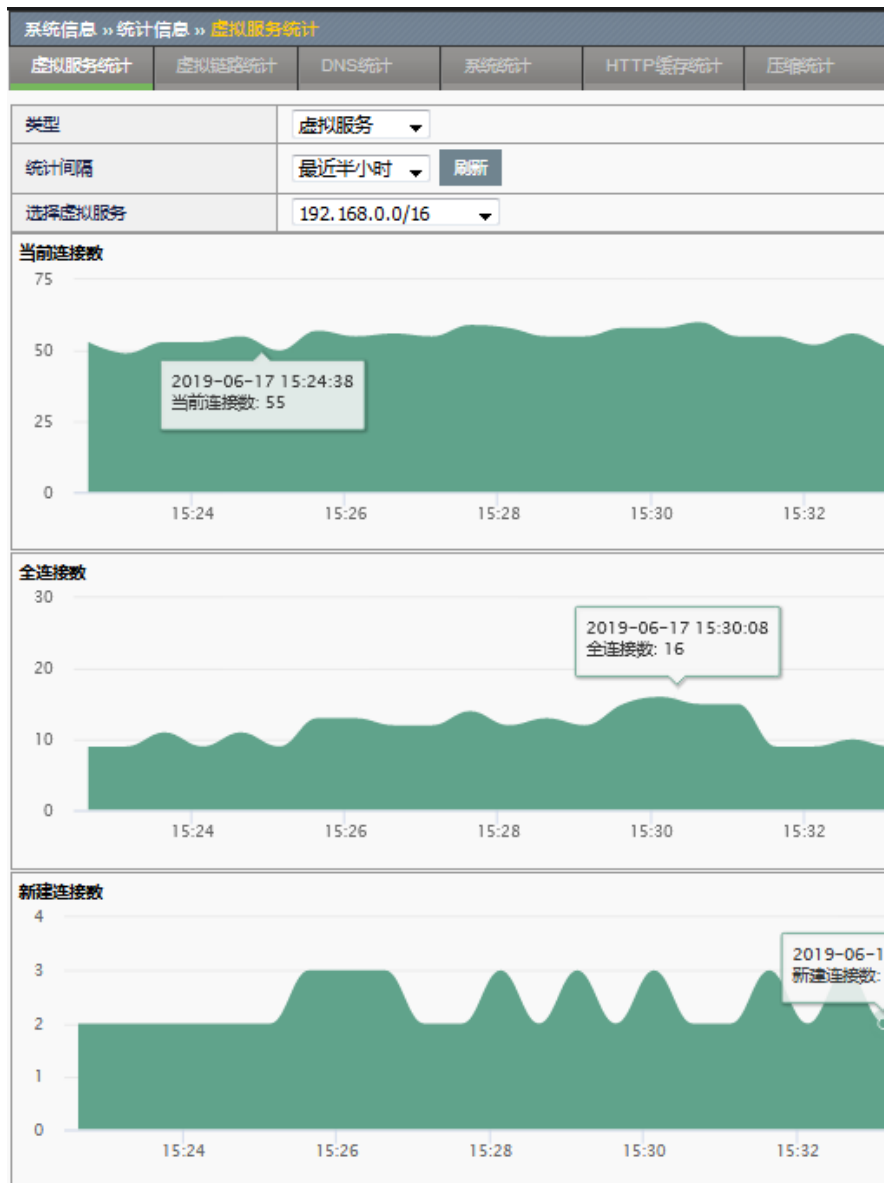 系统信息 » 统计信息 » 虚拟服务统计
虚拟服务统计 虚拟链路统计 DNS统计 系统统计 HTTP缓存统计 压缩统计
类型 虚拟服务
统计间隔 最近半小时 刷新
选择虚拟服务 192.168.0.0/16
当前连接数
75
50
2019-06-17 15:24:38
当前连接数: 55
25
0
15:24 15:26 15:28 15:30 15:32
全连接数
30
2019-06-17 15:30:08
全连接数: 16
20
10
0
15:24 15:26 15:28 15:30 15:32
新建连接数
4
2019-06-1
3
新建连接数:
2
1
0
15:24 15:26 15:28 15:30 15:32